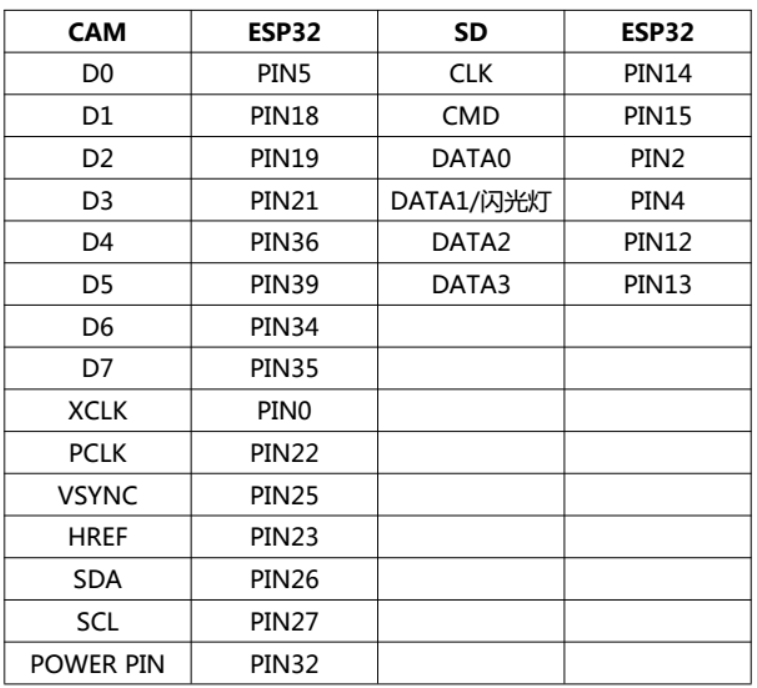 CAM ESP32 SD ESP32
D0 PIN5 CLK PIN14
D1 PIN18 CMD PIN15
D2 PIN19 DATA0 PIN2
D3 PIN21 DATA1/闪光灯 PIN4
D4 PIN36 DATA2 PIN12
D5 PIN39 DATA3 PIN13
D6 PIN34
D7 PIN35
XCLK PIN0
PCLK PIN22
VSYNC PIN25
HREF PIN23
SDA PIN26
SCL PIN27
POWER PIN PIN32